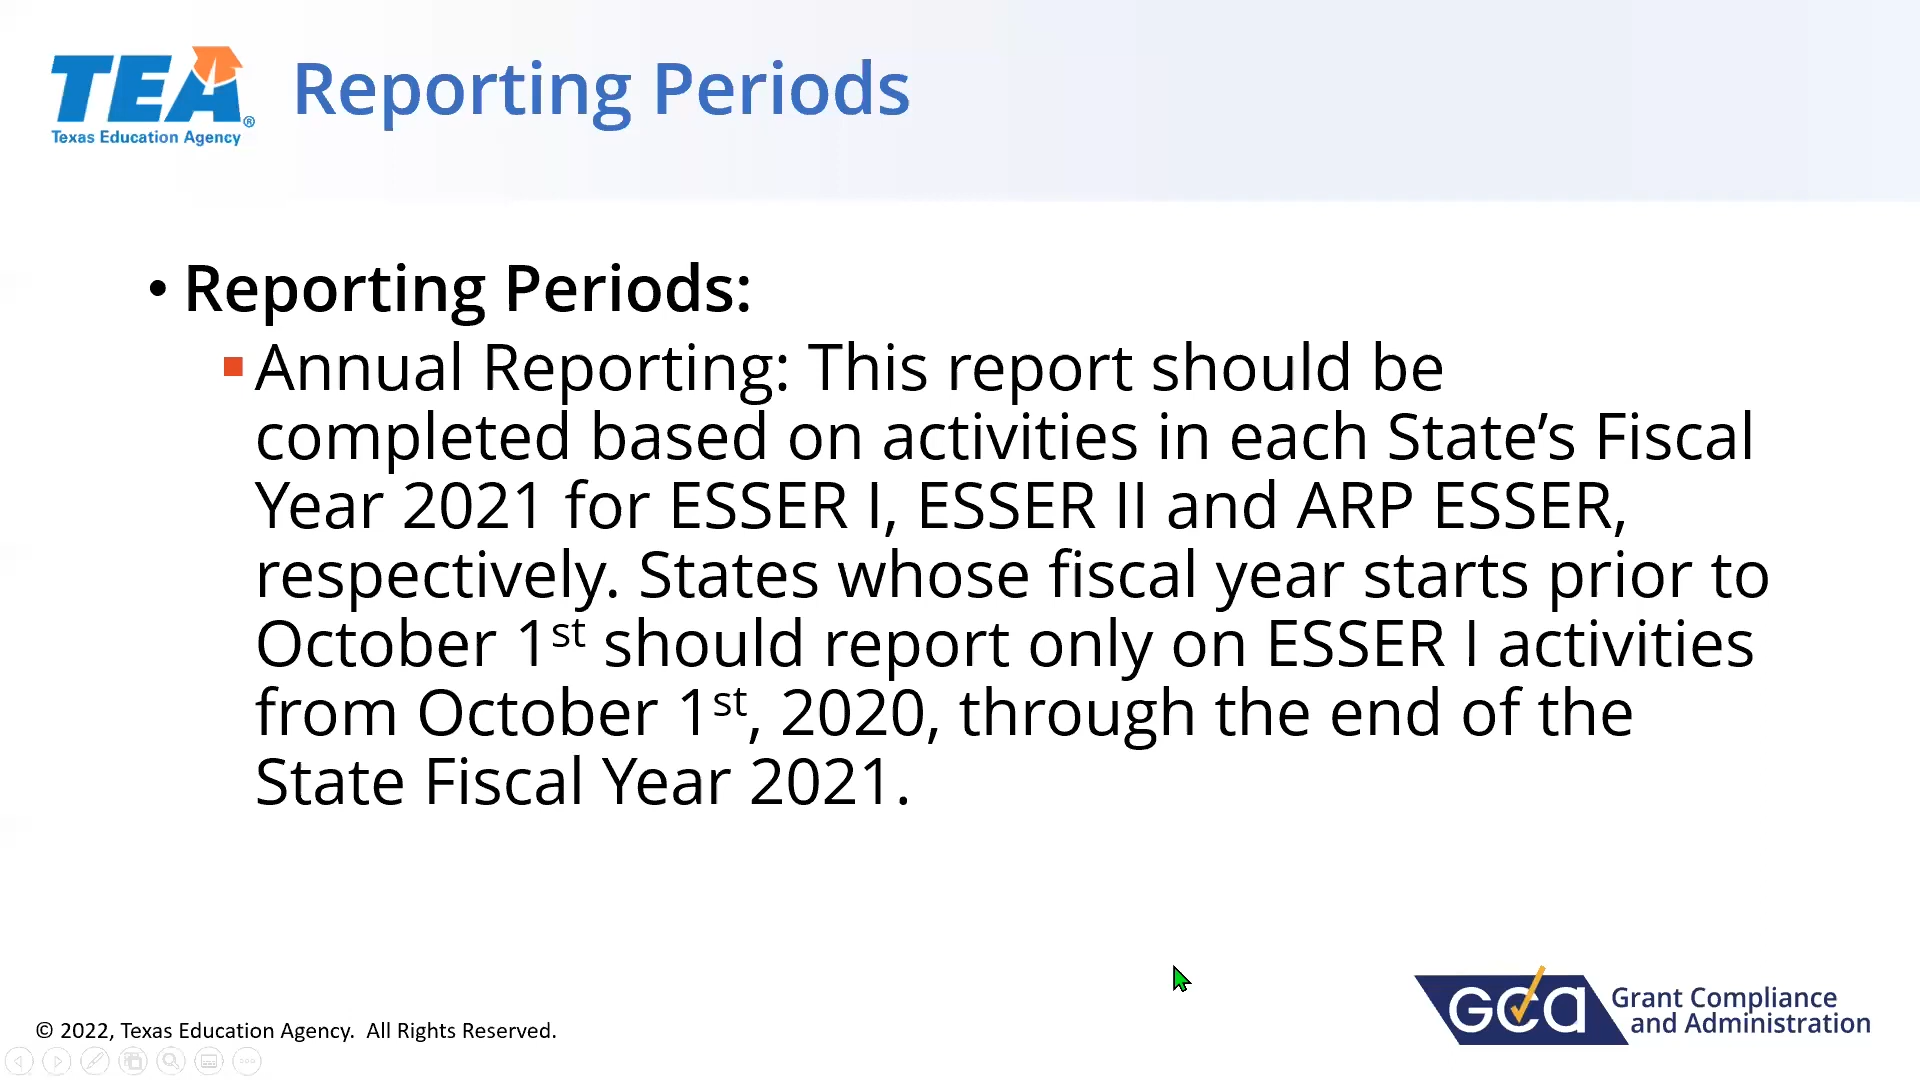 TEA®
Texas Education Agency
Reporting Periods
• Reporting Periods:
▪ Annual Reporting: This report should be
completed based on activities in each State’s Fiscal
Year 2021 for ESSER I, ESSER II and ARP ESSER,
respectively. States whose fiscal year starts prior to
October 1st should report only on ESSER I activities
from October 1st, 2020, through the end of the
State Fiscal Year 2021.
gca
Grant Compliance
and Administration
© 2022, Texas Education Agency.  All Rights Reserved.